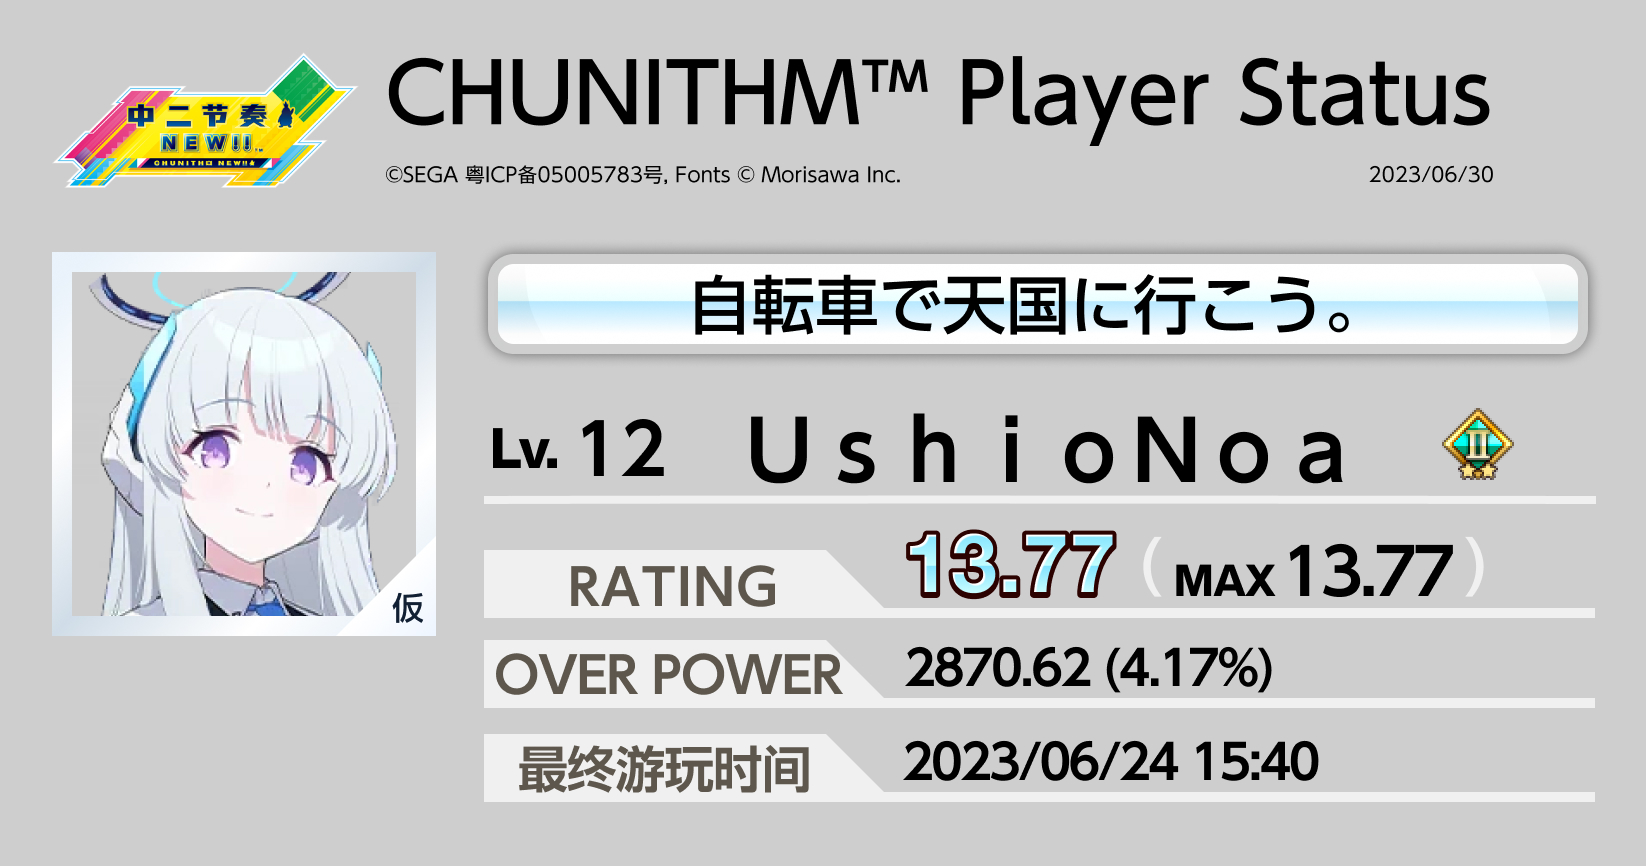 中二节奏
NEW!!™
CHUNITHM NEW!!
CHUNITHM™ Player Status
©SEGA 粤ICP备05005783号, Fonts © Morisawa Inc.
2023/06/30
自転車で天国に行こう。
Lv. 12 UshioNoa
III
仮
RATING 13.77 (MAX 13.77)
OVER POWER 2870.62 (4.17%)
最终游玩时间 2023/06/24 15:40